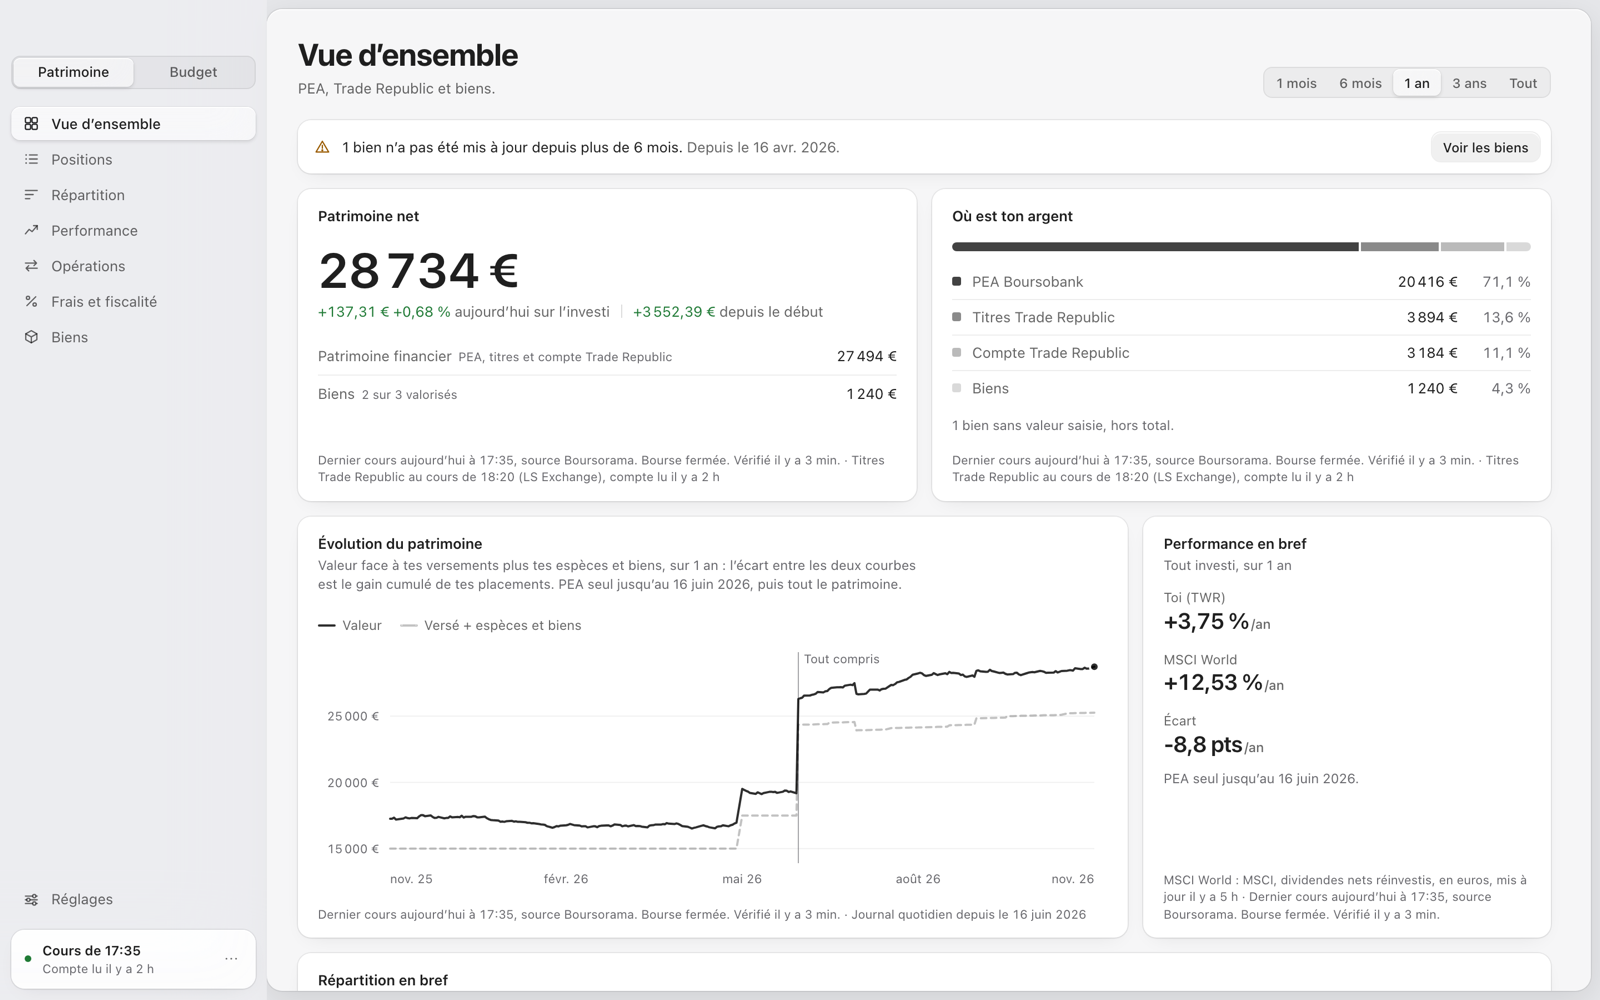 Patrimoine
Budget
Vue d’ensemble
Positions
Répartition
Performance
Opérations
Frais et fiscalité
Biens
Réglages
Cours de 17:35
Compte lu il y a 2 h
Vue d’ensemble
PEA, Trade Republic et biens.
1 mois 6 mois 1 an 3 ans Tout
1 bien n’a pas été mis à jour depuis plus de 6 mois. Depuis le 16 avr. 2026.
Voir les biens
Patrimoine net
28 734 €
+137,31 € +0,68 % aujourd’hui sur l’investi
+3 552,39 € depuis le début
Patrimoine financier PEA, titres et compte Trade Republic 27 494 €
Biens 2 sur 3 valorisés 1 240 €
Dernier cours aujourd’hui à 17:35, source Boursorama. Bourse fermée. Vérifié il y a 3 min. · Titres
Trade Republic au cours de 18:20 (LS Exchange), compte lu il y a 2 h
Où est ton argent
PEA Boursobank 20 416 € 71,1 %
Titres Trade Republic 3 894 € 13,6 %
Compte Trade Republic 3 184 € 11,1 %
Biens 1 240 € 4,3 %
1 bien sans valeur saisie, hors total.
Dernier cours aujourd’hui à 17:35, source Boursorama. Bourse fermée. Vérifié il y a 3 min. · Titres
Trade Republic au cours de 18:20 (LS Exchange), compte lu il y a 2 h
Évolution du patrimoine
Valeur face à tes versements plus tes espèces et biens, sur 1 an : l’écart entre les deux courbes
est le gain cumulé de tes placements. PEA seul jusqu’au 16 juin 2026, puis tout le patrimoine.
Valeur
Versé + espèces et biens
Tout compris
25 000 €
20 000 €
15 000 €
nov. 25 févr. 26 mai 26 août 26 nov. 26
Dernier cours aujourd’hui à 17:35, source Boursorama. Bourse fermée. Vérifié il y a 3 min. · Journal quotidien depuis le 16 juin 2026
Performance en bref
Tout investi, sur 1 an
Toi (TWR)
+3,75 %/an
MSCI World
+12,53 %/an
Écart
-8,8 pts/an
PEA seul jusqu’au 16 juin 2026.
MSCI World : MSCI, dividendes nets réinvestis, en euros, mis à
jour il y a 5 h · Dernier cours aujourd’hui à 17:35, source
Boursorama. Bourse fermée. Vérifié il y a 3 min.
Répartition en bref